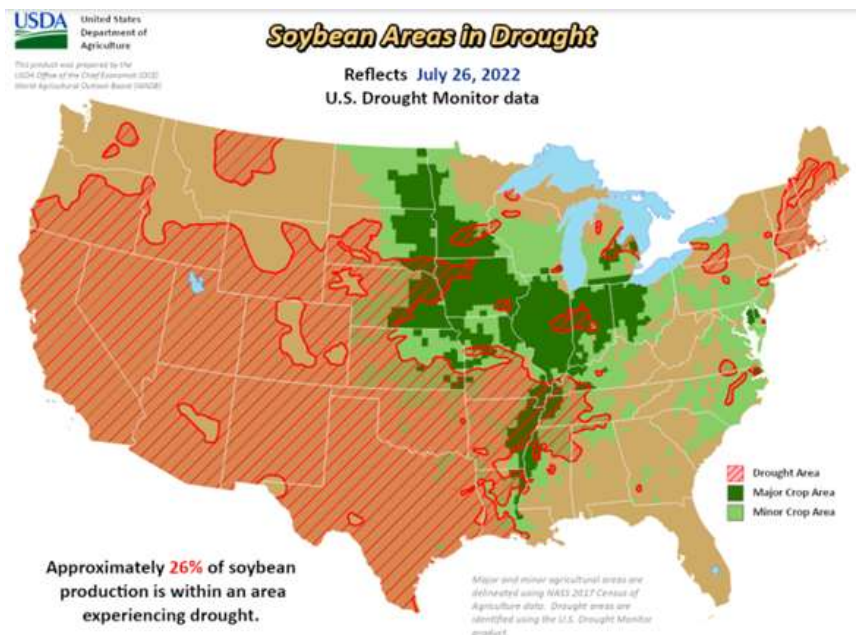 USDA
United States
Department of
Agriculture
This product was prepared by the
USDA Office of the Chief Economist (OCE)
World Agricultural Outlook Board (WAOB)
Soybean Areas in Drought
Reflects July 26, 2022
U.S. Drought Monitor data
Drought Area
Major Crop Area
Minor Crop Area
Approximately 26% of soybean
production is within an area
experiencing drought.
Major and minor agricultural areas are
delineated using NASS 2017 Census of
Agriculture data. Drought areas are
identified using the U.S. Drought Monitor
product.